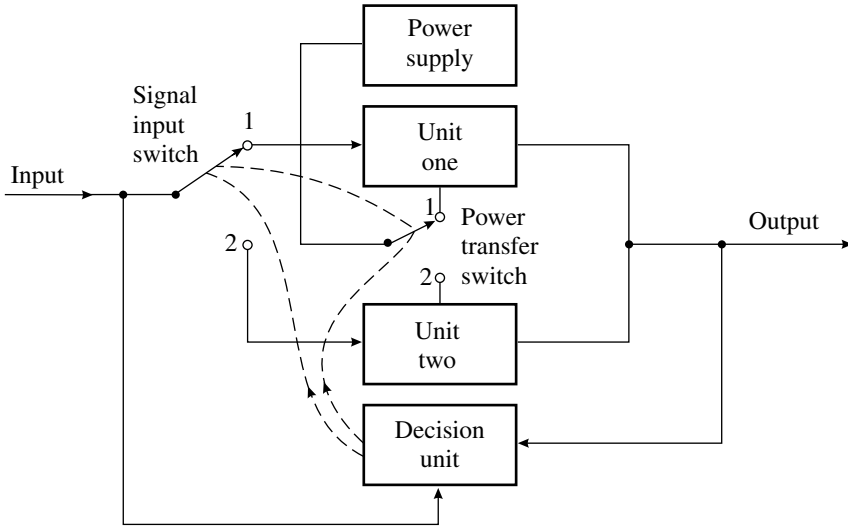 Power
supply
Signal
input
switch
1
Unit
one
Input
1
Power
transfer
switch
Output
2
2
Unit
two
Decision
unit